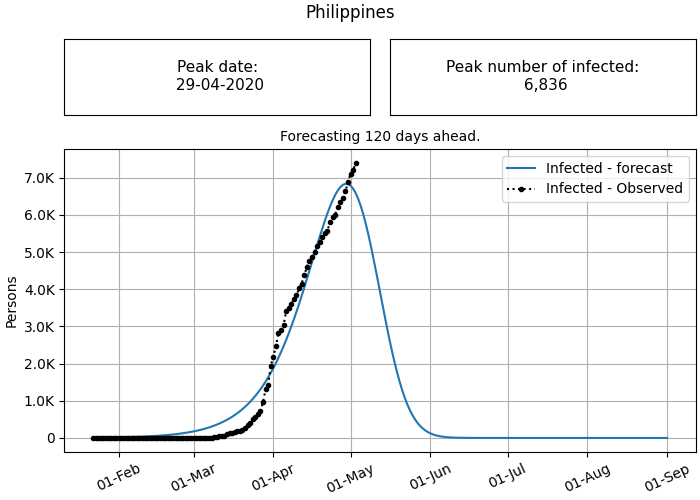 Philippines
Peak date:
29-04-2020
Peak number of infected:
6,836
Forecasting 120 days ahead.
Infected - forecast
Infected - Observed
Persons
7.0K
6.0K
5.0K
4.0K
3.0K
2.0K
1.0K
0
01-Feb
01-Mar
01-Apr
01-May
01-Jun
01-Jul
01-Aug
01-Sep